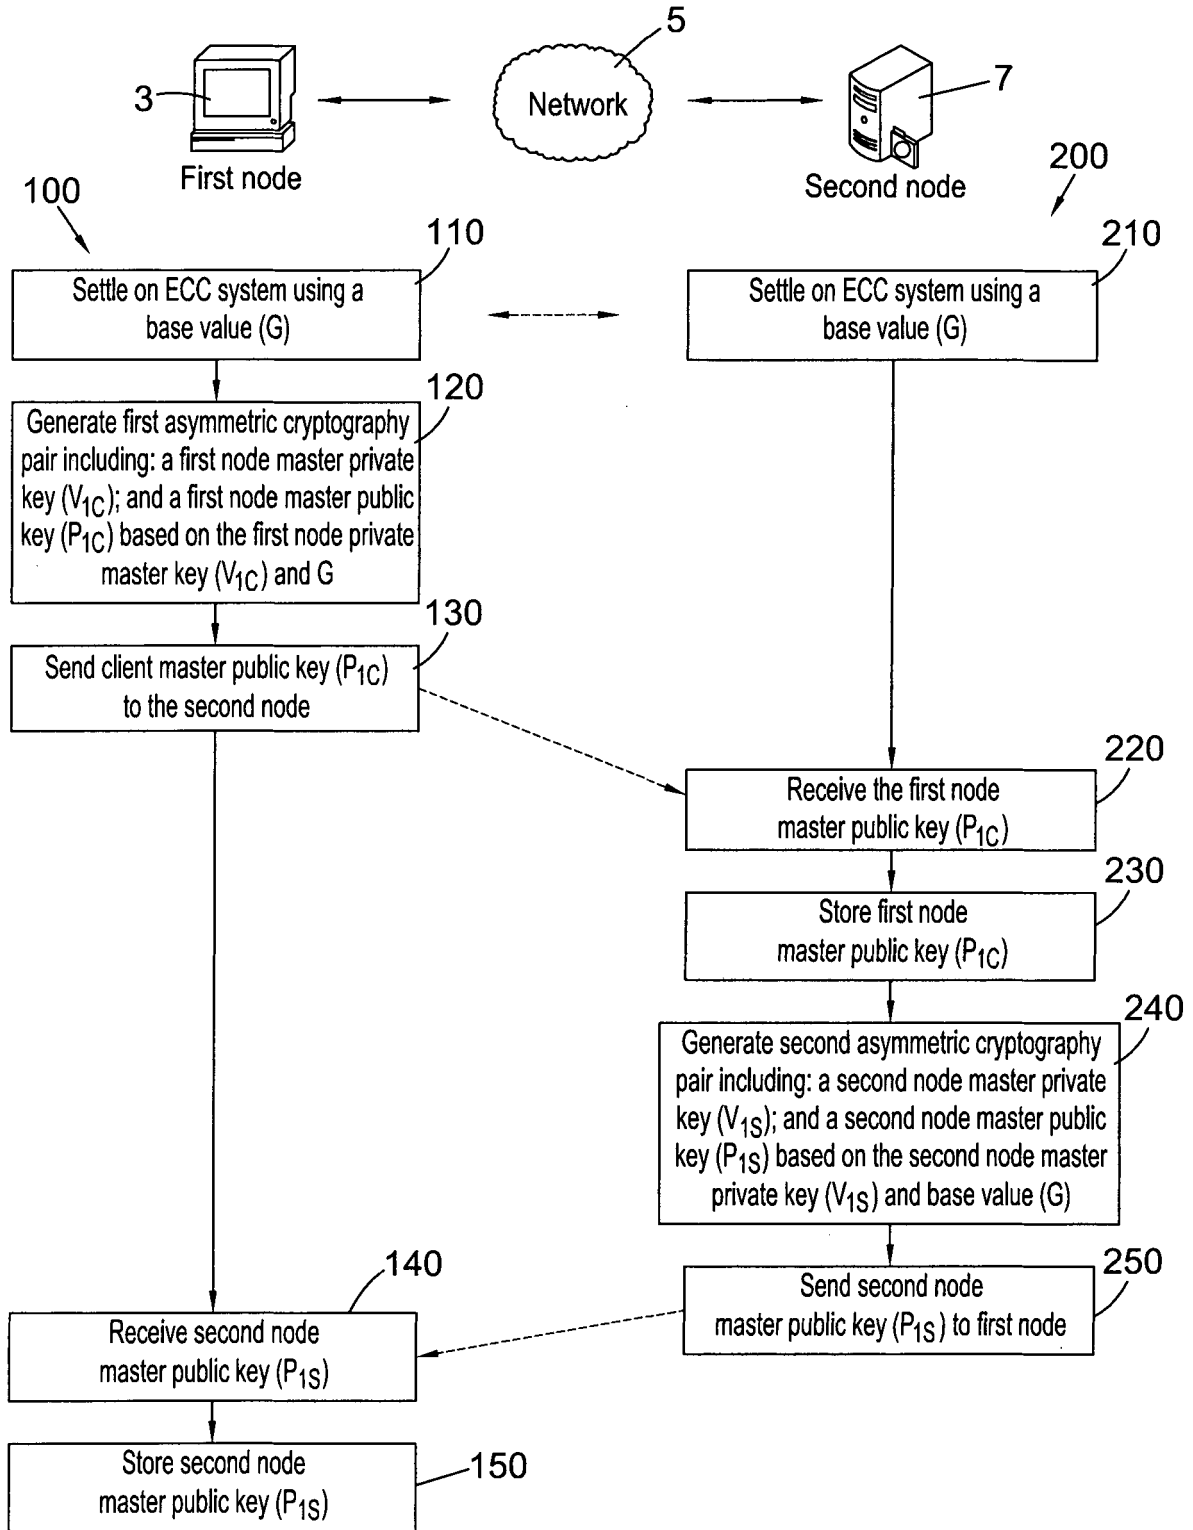 5
3
Network
7
First node
Second node
100
200
110
210
Settle on ECC system using a
base value (G)
Settle on ECC system using a
base value (G)
120
Generate first asymmetric cryptography
pair including: a first node master private
key (V1C); and a first node master public
key (P1C) based on the first node private
master key (V1C) and G
130
Send client master public key (P1C)
to the second node
220
Receive the first node
master public key (P1C)
230
Store first node
master public key (P1C)
240
Generate second asymmetric cryptography
pair including: a second node master private
key (V1S); and a second node master public
key (P1S) based on the second node master
private key (V1S) and base value (G)
250
Send second node
master public key (P1S) to first node
140
Receive second node
master public key (P1S)
150
Store second node
master public key (P1S)